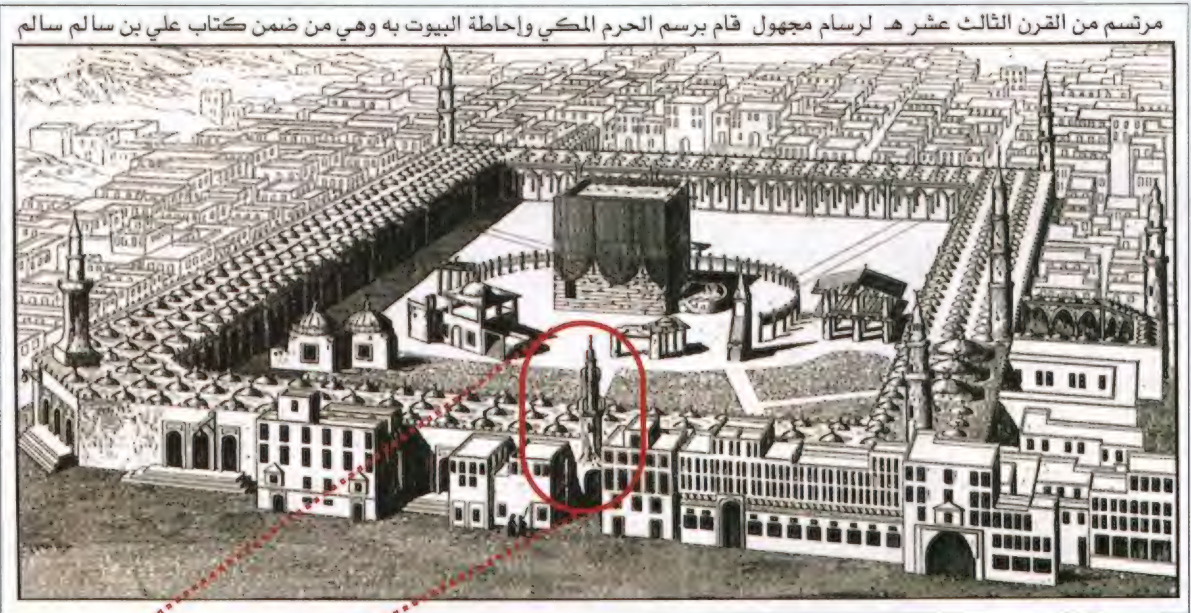 مرتسم من القرن الثالث عشر هـ لرسام مجهول قام برسم الحرم المكي وإحاطة البيوت به وهي من ضمن كتاب علي بن سالم سالم